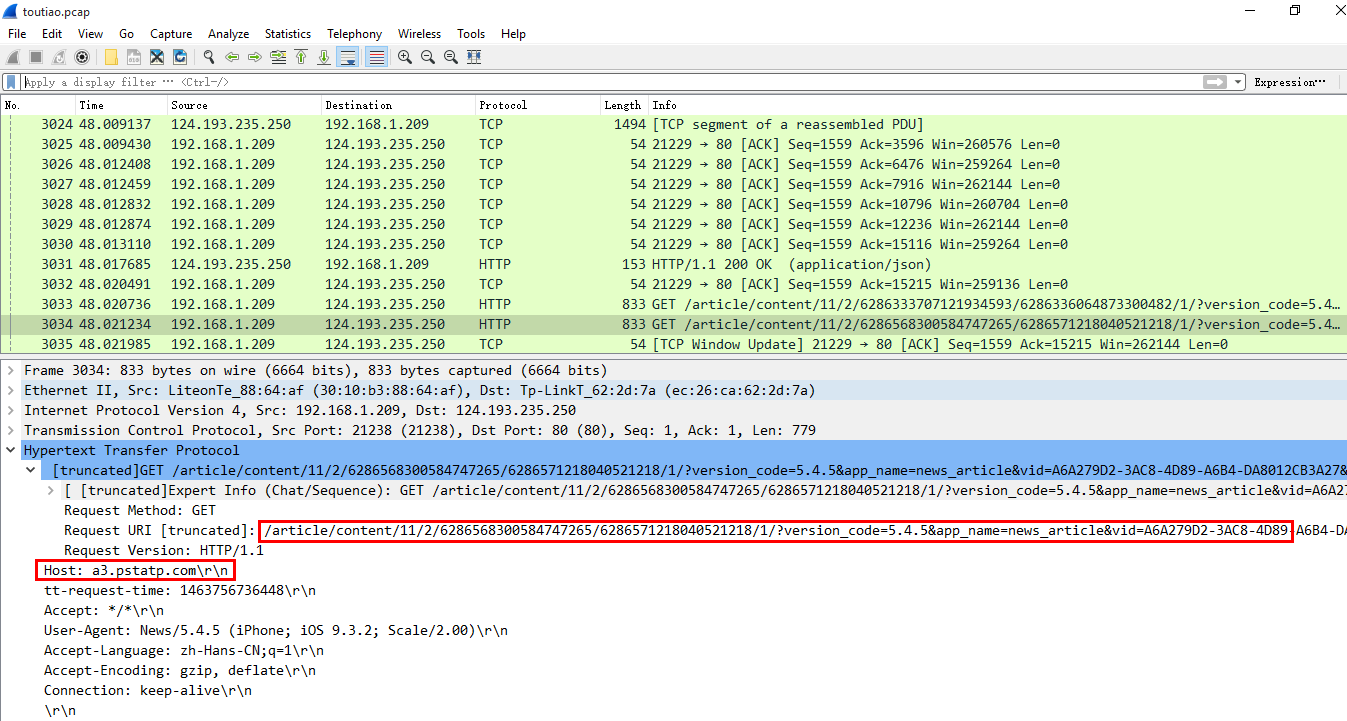 toutiao.pcap
File Edit View Go Capture Analyze Statistics Telephony Wireless Tools Help
Apply a display filter ⋯ <Ctrl-/> Expression⋯
No. Time Source Destination Protocol Length Info
3024 48.009137 124.193.235.250 192.168.1.209 TCP 1494 [TCP segment of a reassembled PDU]
3025 48.009430 192.168.1.209 124.193.235.250 TCP 54 21229 → 80 [ACK] Seq=1559 Ack=3596 Win=260576 Len=0
3026 48.012408 192.168.1.209 124.193.235.250 TCP 54 21229 → 80 [ACK] Seq=1559 Ack=6476 Win=259264 Len=0
3027 48.012459 192.168.1.209 124.193.235.250 TCP 54 21229 → 80 [ACK] Seq=1559 Ack=7916 Win=262144 Len=0
3028 48.012832 192.168.1.209 124.193.235.250 TCP 54 21229 → 80 [ACK] Seq=1559 Ack=10796 Win=260704 Len=0
3029 48.012874 192.168.1.209 124.193.235.250 TCP 54 21229 → 80 [ACK] Seq=1559 Ack=12236 Win=262144 Len=0
3030 48.013110 192.168.1.209 124.193.235.250 TCP 54 21229 → 80 [ACK] Seq=1559 Ack=15116 Win=259264 Len=0
3031 48.017685 124.193.235.250 192.168.1.209 HTTP 153 HTTP/1.1 200 OK  (application/json)
3032 48.020491 192.168.1.209 124.193.235.250 TCP 54 21229 → 80 [ACK] Seq=1559 Ack=15215 Win=259136 Len=0
3033 48.020736 192.168.1.209 124.193.235.250 HTTP 833 GET /article/content/11/2/6286333707121934593/6286336064873300482/1/?version_code=5.4…
3034 48.021234 192.168.1.209 124.193.235.250 HTTP 833 GET /article/content/11/2/6286568300584747265/6286571218040521218/1/?version_code=5.4…
3035 48.021985 192.168.1.209 124.193.235.250 TCP 54 [TCP Window Update] 21229 → 80 [ACK] Seq=1559 Ack=15215 Win=262144 Len=0
Frame 3034: 833 bytes on wire (6664 bits), 833 bytes captured (6664 bits)
Ethernet II, Src: LiteonTe_88:64:af (30:10:b3:88:64:af), Dst: Tp-LinkT_62:2d:7a (ec:26:ca:62:2d:7a)
Internet Protocol Version 4, Src: 192.168.1.209, Dst: 124.193.235.250
Transmission Control Protocol, Src Port: 21238 (21238), Dst Port: 80 (80), Seq: 1, Ack: 1, Len: 779
Hypertext Transfer Protocol
[truncated]GET /article/content/11/2/6286568300584747265/6286571218040521218/1/?version_code=5.4.5&app_name=news_article&vid=A6A279D2-3AC8-4D89-A6B4-DA8012CB3A27&
[ [truncated]Expert Info (Chat/Sequence): GET /article/content/11/2/6286568300584747265/6286571218040521218/1/?version_code=5.4.5&app_name=news_article&vid=A6A27
Request Method: GET
Request URI [truncated]: /article/content/11/2/6286568300584747265/6286571218040521218/1/?version_code=5.4.5&app_name=news_article&vid=A6A279D2-3AC8-4D89-A6B4-DA
Request Version: HTTP/1.1
Host: a3.pstatp.com\r\n
tt-request-time: 1463756736448\r\n
Accept: */*\r\n
User-Agent: News/5.4.5 (iPhone; iOS 9.3.2; Scale/2.00)\r\n
Accept-Language: zh-Hans-CN;q=1\r\n
Accept-Encoding: gzip, deflate\r\n
Connection: keep-alive\r\n
\r\n